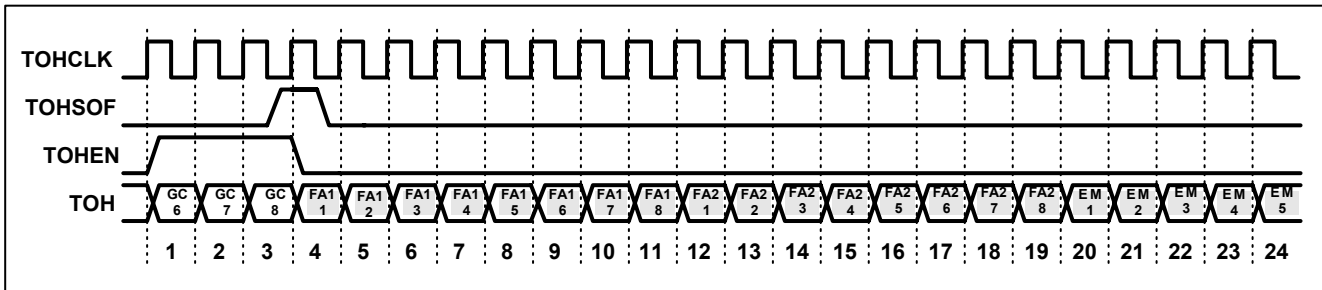 TOHCLK
TOHSOF
TOHEN
TOH GC 6 GC 7 GC 8 FA1 1 FA1 2 FA1 3 FA1 4 FA1 5 FA1 6 FA1 7 FA1 8 FA2 1 FA2 2 FA2 3 FA2 4 FA2 5 FA2 6 FA2 7 FA2 8 EM 1 EM 2 EM 3 EM 4 EM 5
1 2 3 4 5 6 7 8 9 10 11 12 13 14 15 16 17 18 19 20 21 22 23 24